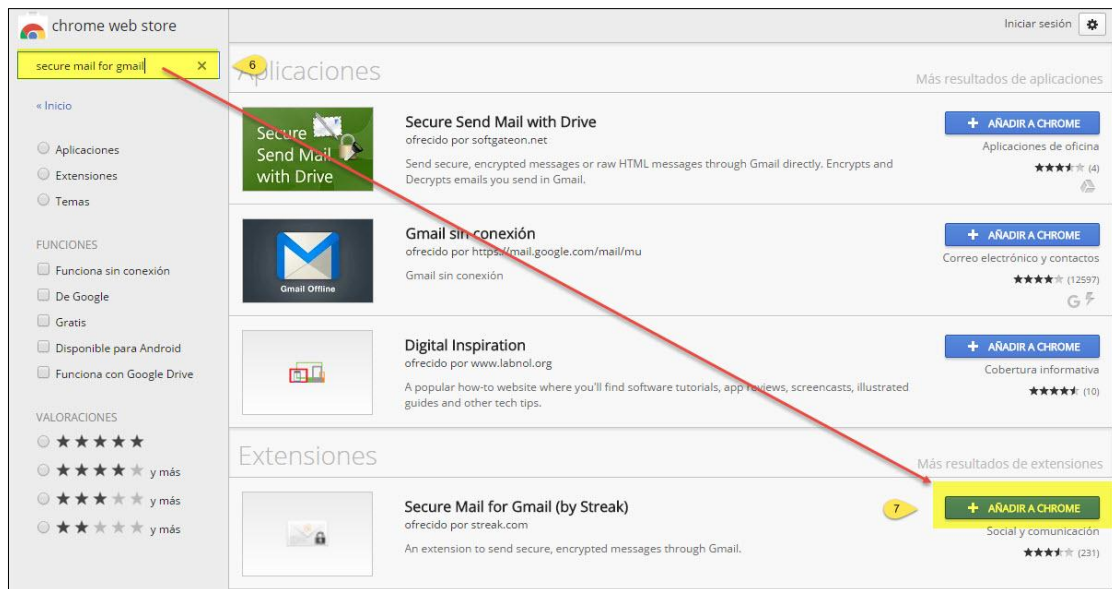 chrome web store
Iniciar sesión
secure mail for gmail
×
6
Aplicaciones
Más resultados de aplicaciones
« Inicio
Aplicaciones
Extensiones
Temas
FUNCIONES
Funciona sin conexión
De Google
Gratis
Disponible para Android
Funciona con Google Drive
VALORACIONES
y más
y más
y más
Secure
Send Mail
with Drive
Secure Send Mail with Drive
ofrecido por softgateon.net
Send secure, encrypted messages or raw HTML messages through Gmail directly. Encrypts and
Decrypts emails you send in Gmail.
+ AÑADIR A CHROME
Aplicaciones de oficina
(4)
Gmail Offline
Gmail sin conexión
ofrecido por https://mail.google.com/mail/mu
Gmail sin conexión
+ AÑADIR A CHROME
Correo electrónico y contactos
(12597)
G
Digital Inspiration
ofrecido por www.labnol.org
A popular how-to website where you'll find software tutorials, app reviews, screencasts, illustrated
guides and other tech tips.
+ AÑADIR A CHROME
Cobertura informativa
(10)
Extensiones
Más resultados de extensiones
Secure Mail for Gmail (by Streak)
ofrecido por streak.com
An extension to send secure, encrypted messages through Gmail.
7
+ AÑADIR A CHROME
Social y comunicación
(231)